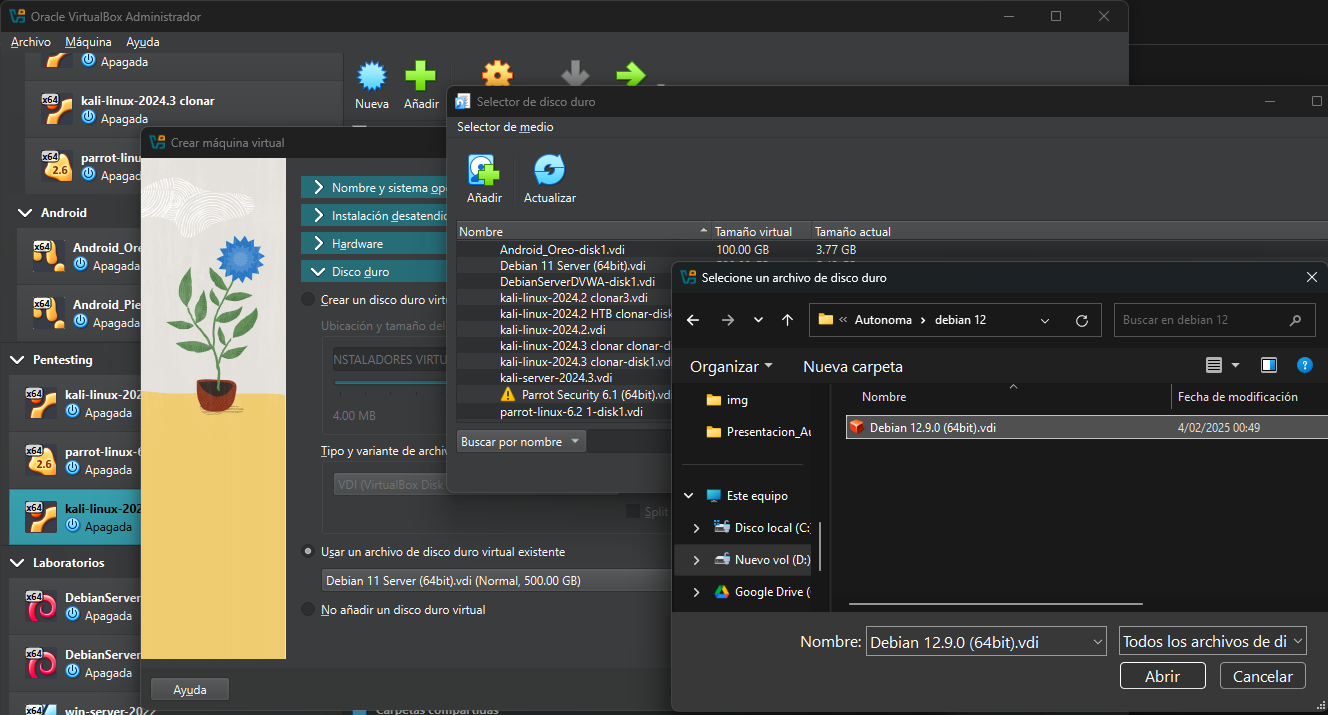 Oracle VirtualBox Administrador
Archivo Máquina Ayuda
Apagada
kali-linux-2024.3 clonar
Apagada
parrot-linu
Apagad
Android
Android_Ore
Apagada
Android_Pie
Apagada
Pentesting
kali-linux-202
Apagada
parrot-linux-6
Apagada
kali-linux-202
Apagada
Laboratorios
DebianServer
Apagada
DebianServer
Apagada
win-server-2022
Nueva Añadir
Crear máquina virtual
Nombre y sistema ope
Instalación desatendid
Hardware
Disco duro
Crear un disco duro virtu
Ubicación y tamaño del
NSTALADORES VIRTU
4.00 MB
Tipo y variante de archiv
VDI (VirtualBox Disk
Split
Usar un archivo de disco duro virtual existente
Debian 11 Server (64bit).vdi (Normal, 500.00 GB)
No añadir un disco duro virtual
Ayuda
Carpetas compartidas
Selector de disco duro
Selector de medio
Añadir Actualizar
Nombre Tamaño virtual Tamaño actual
Android_Oreo-disk1.vdi 100.00 GB 3.77 GB
Debian 11 Server (64bit).vdi
DebianServerDVWA-disk1.vdi
kali-linux-2024.2 clonar3.vdi
kali-linux-2024.2 HTB clonar-disk
kali-linux-2024.2.vdi
kali-linux-2024.3 clonar clonar-d
kali-linux-2024.3 clonar-disk1.vd
kali-server-2024.3.vdi
Parrot Security 6.1 (64bit).vd
parrot-linux-6.2 1-disk1.vdi
Buscar por nombre
Selecione un archivo de disco duro
« Autonoma > debian 12
Buscar en debian 12
Organizar Nueva carpeta
img
Presentacion_Au
Este equipo
Disco local (C:
Nuevo vol (D:)
Google Drive (
Nombre Fecha de modificación
Debian 12.9.0 (64bit).vdi 4/02/2025 00:49
Nombre: Debian 12.9.0 (64bit).vdi Todos los archivos de di
Abrir Cancelar